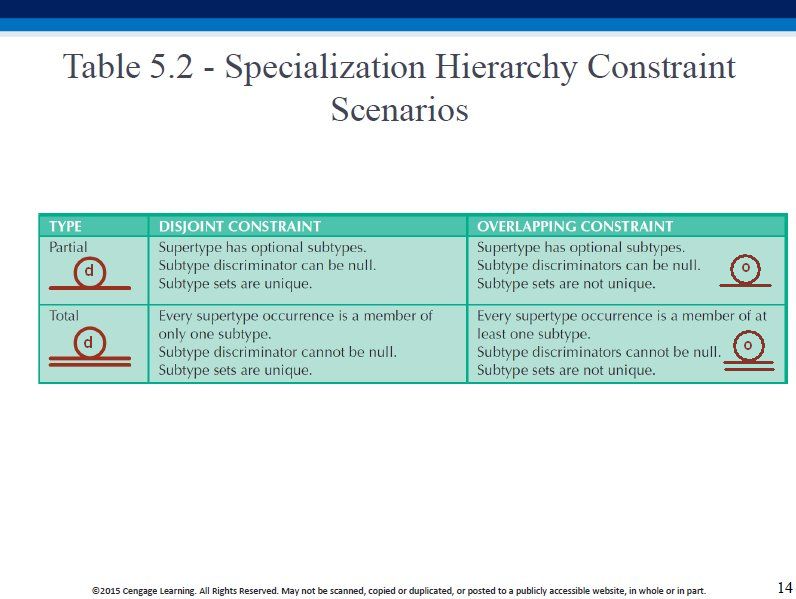 Table 5.2 - Specialization Hierarchy Constraint
Scenarios
TYPE DISJOINT CONSTRAINT OVERLAPPING CONSTRAINT
Partial Supertype has optional subtypes. Supertype has optional subtypes.
d Subtype discriminator can be null. Subtype discriminators can be null. o
Subtype sets are unique. Subtype sets are not unique.
Total Every supertype occurrence is a member of Every supertype occurrence is a member of at
only one subtype. least one subtype.
d Subtype discriminator cannot be null. Subtype discriminators cannot be null. o
Subtype sets are unique. Subtype sets are not unique.
©2015 Cengage Learning. All Rights Reserved. May not be scanned, copied or duplicated, or posted to a publicly accessible website, in whole or in part.
14